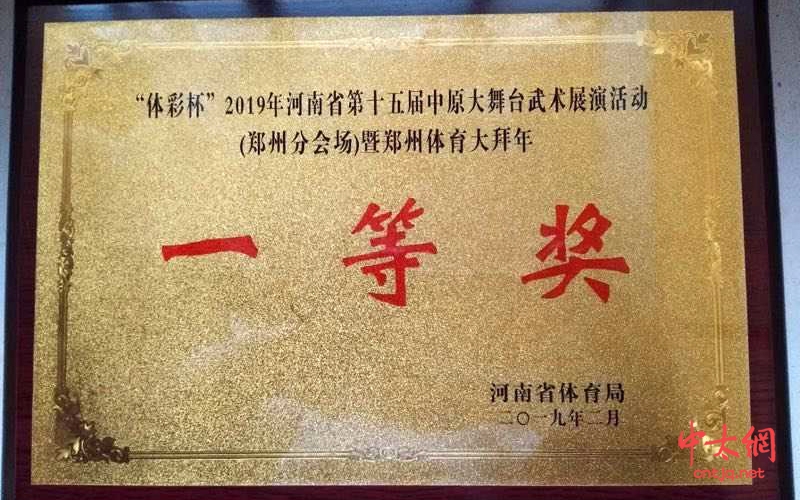 “体彩杯”2019年河南省第十五届中原大舞台武术展演活动
(郑州分会场)暨郑州体育大拜年
一等奖
河南省体育局
二〇一九年二月
中太網
cntjq.net